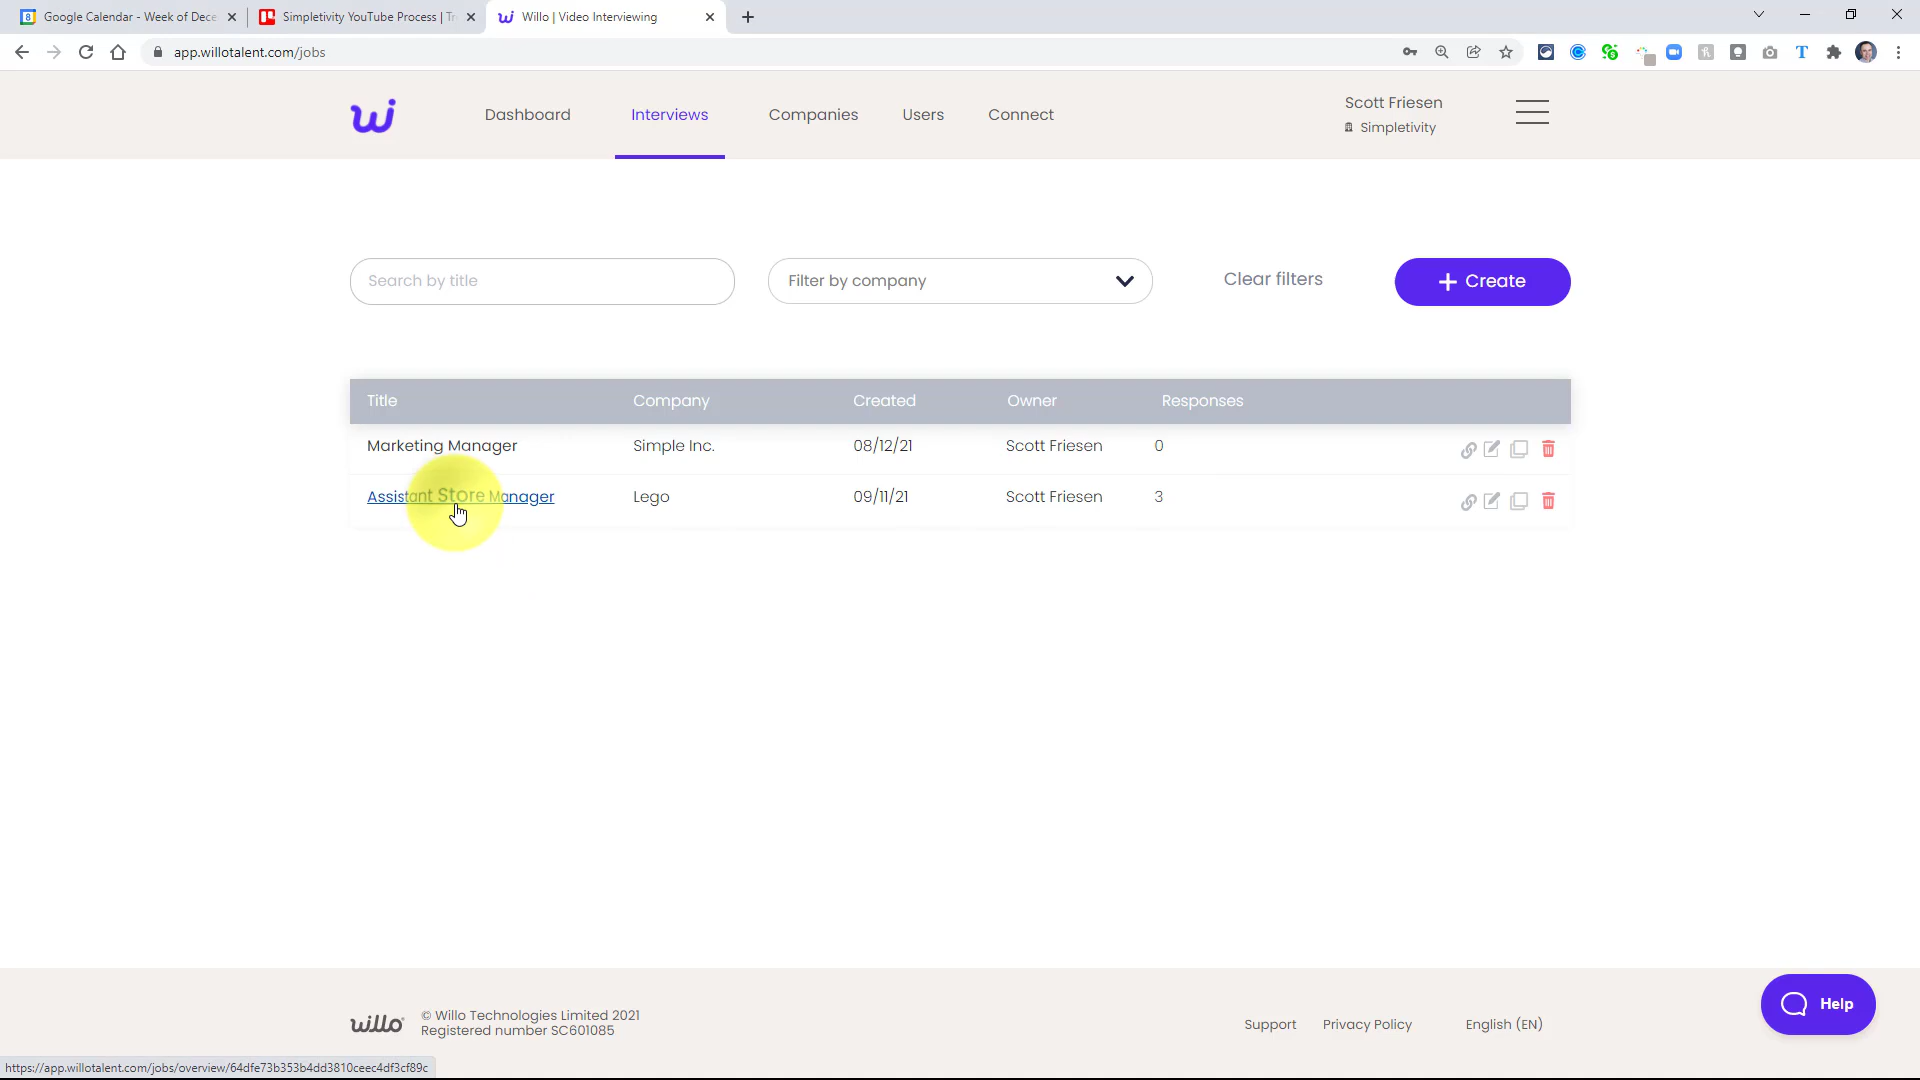 Google Calendar - Week of Dece
Simpletivity YouTube Process | Tr
Willo | Video Interviewing
app.willotalent.com/jobs
Dashboard
Interviews
Companies
Users
Connect
Scott Friesen
Simpletivity
Search by title
Filter by company
Clear filters
+ Create
Title Company Created Owner Responses
Marketing Manager Simple Inc. 08/12/21 Scott Friesen 0
Assistant Store Manager Lego 09/11/21 Scott Friesen 3
willo
© Willo Technologies Limited 2021
Registered number SC601085
Support
Privacy Policy
English (EN)
Help
https://app.willotalent.com/jobs/overview/64dfe73b353b4dd3810ceec4df3cf89c